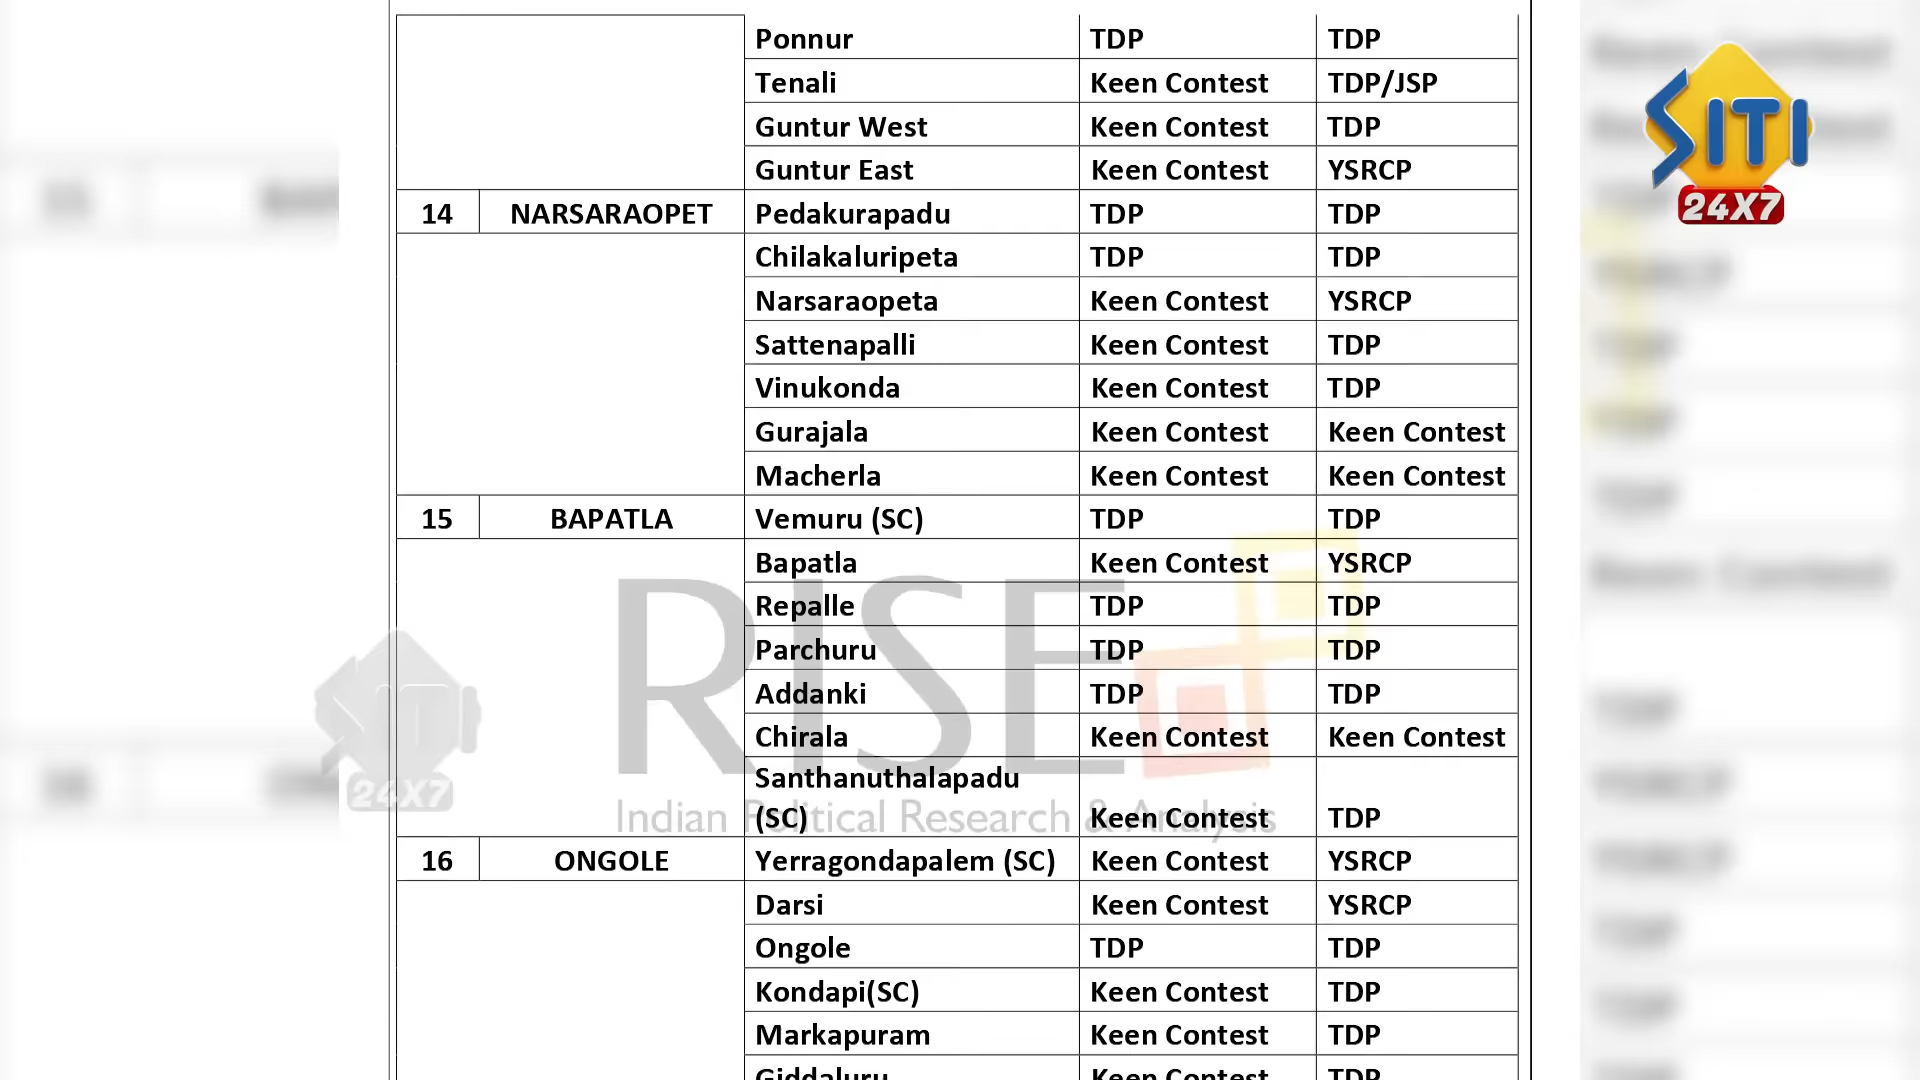 Ponnur TDP TDP
Tenali Keen Contest TDP/JSP
Guntur West Keen Contest TDP
Guntur East Keen Contest YSRCP
14 NARSARAOPET Pedakurapadu TDP TDP
Chilakaluripeta TDP TDP
Narsaraopeta Keen Contest YSRCP
Sattenapalli Keen Contest TDP
Vinukonda Keen Contest TDP
Gurajala Keen Contest Keen Contest
Macherla Keen Contest Keen Contest
15 BAPATLA Vemuru (SC) TDP TDP
Bapatla Keen Contest YSRCP
Repalle TDP TDP
Parchuru TDP TDP
Addanki TDP TDP
Chirala Keen Contest Keen Contest
Santhanuthalapadu
(SC) Keen Contest TDP
16 ONGOLE Yerragondapalem (SC) Keen Contest YSRCP
Darsi Keen Contest YSRCP
Ongole TDP TDP
Kondapi(SC) Keen Contest TDP
Markapuram Keen Contest TDP
Giddaluru Keen Contest TDP
RISE
Indian Political Research & Analysis
SITI
24X7
SITI
24X7